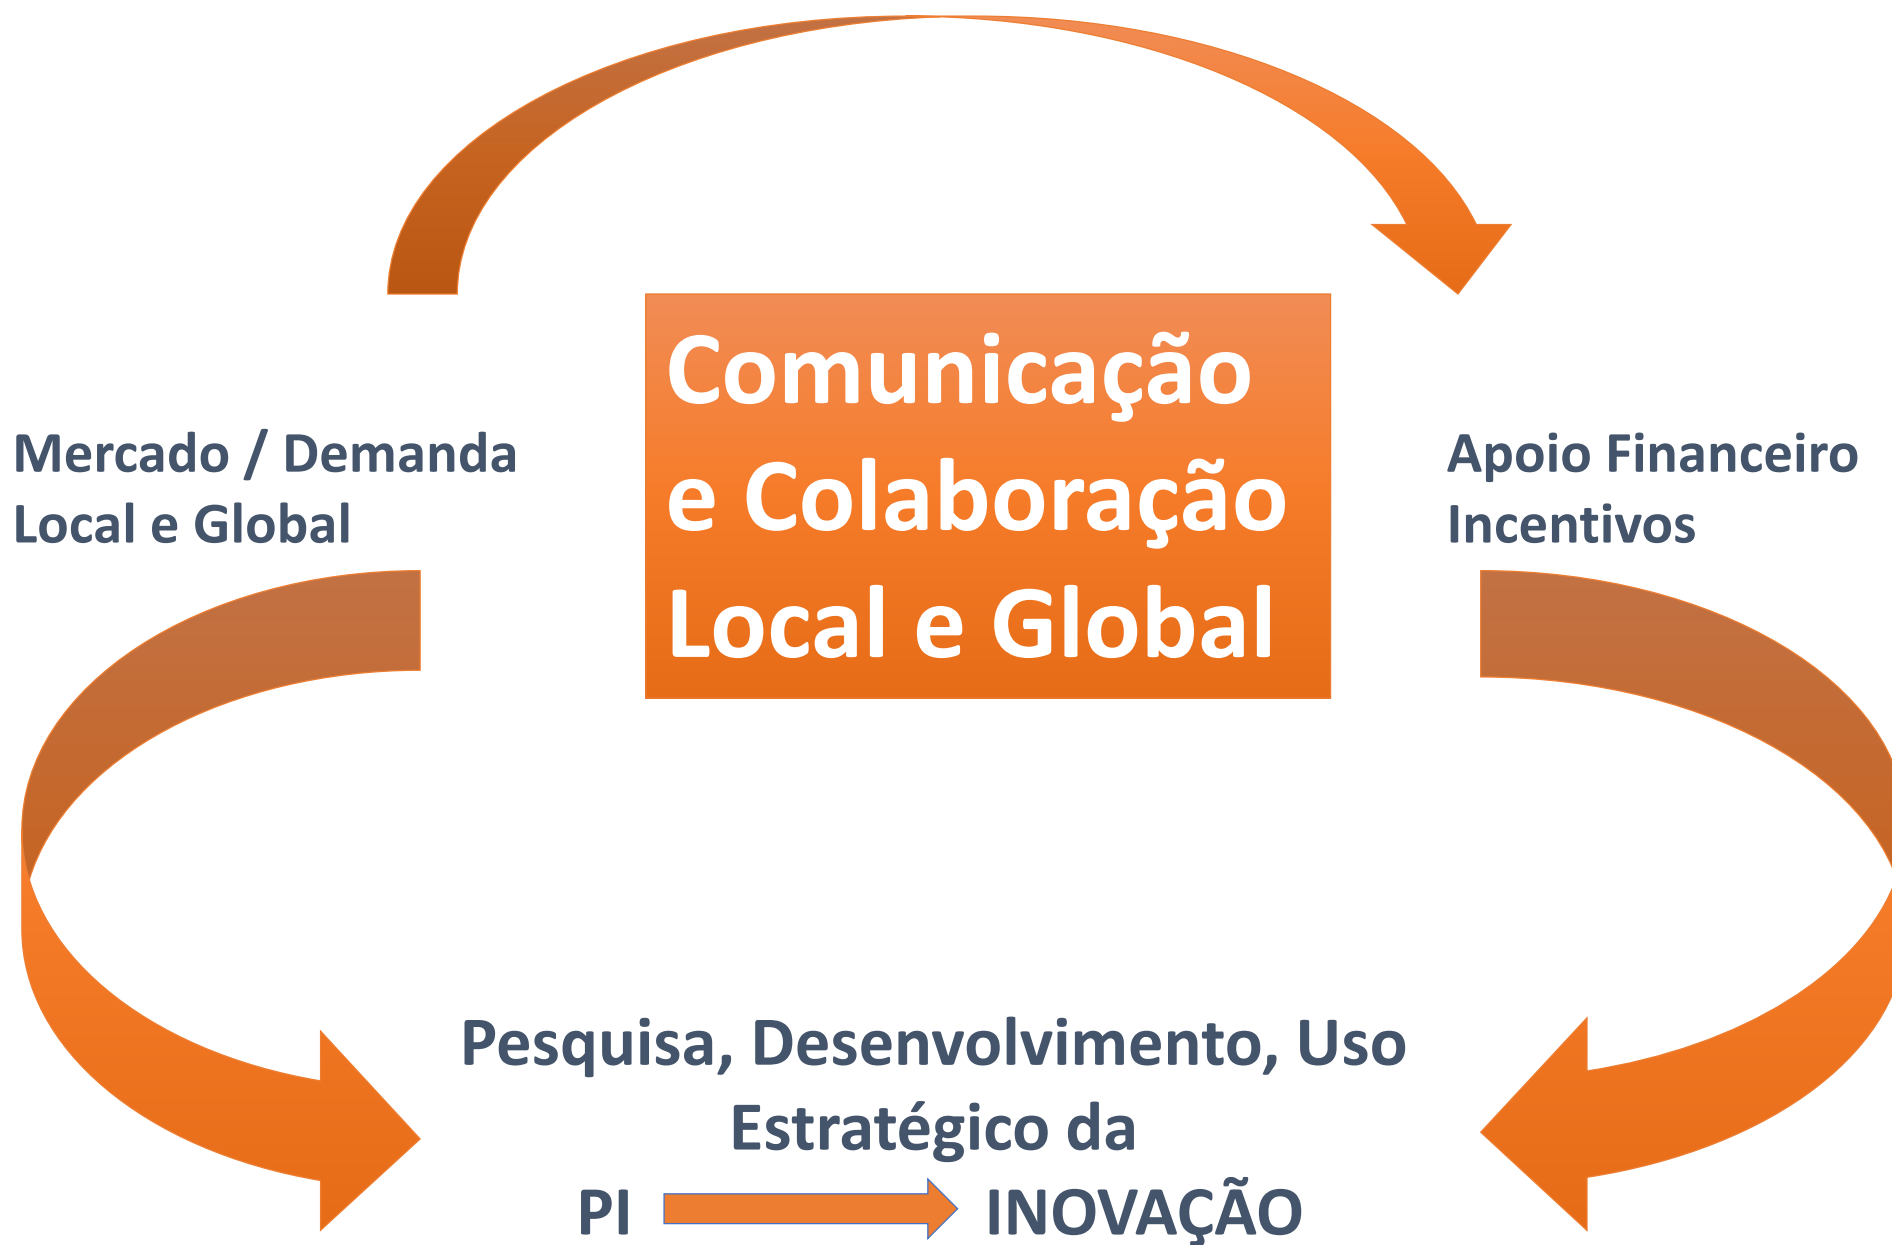 Comunicação
e Colaboração
Local e Global
Mercado / Demanda
Local e Global
Apoio Financeiro
Incentivos
Pesquisa, Desenvolvimento, Uso
Estratégico da
PI INOVAÇÃO